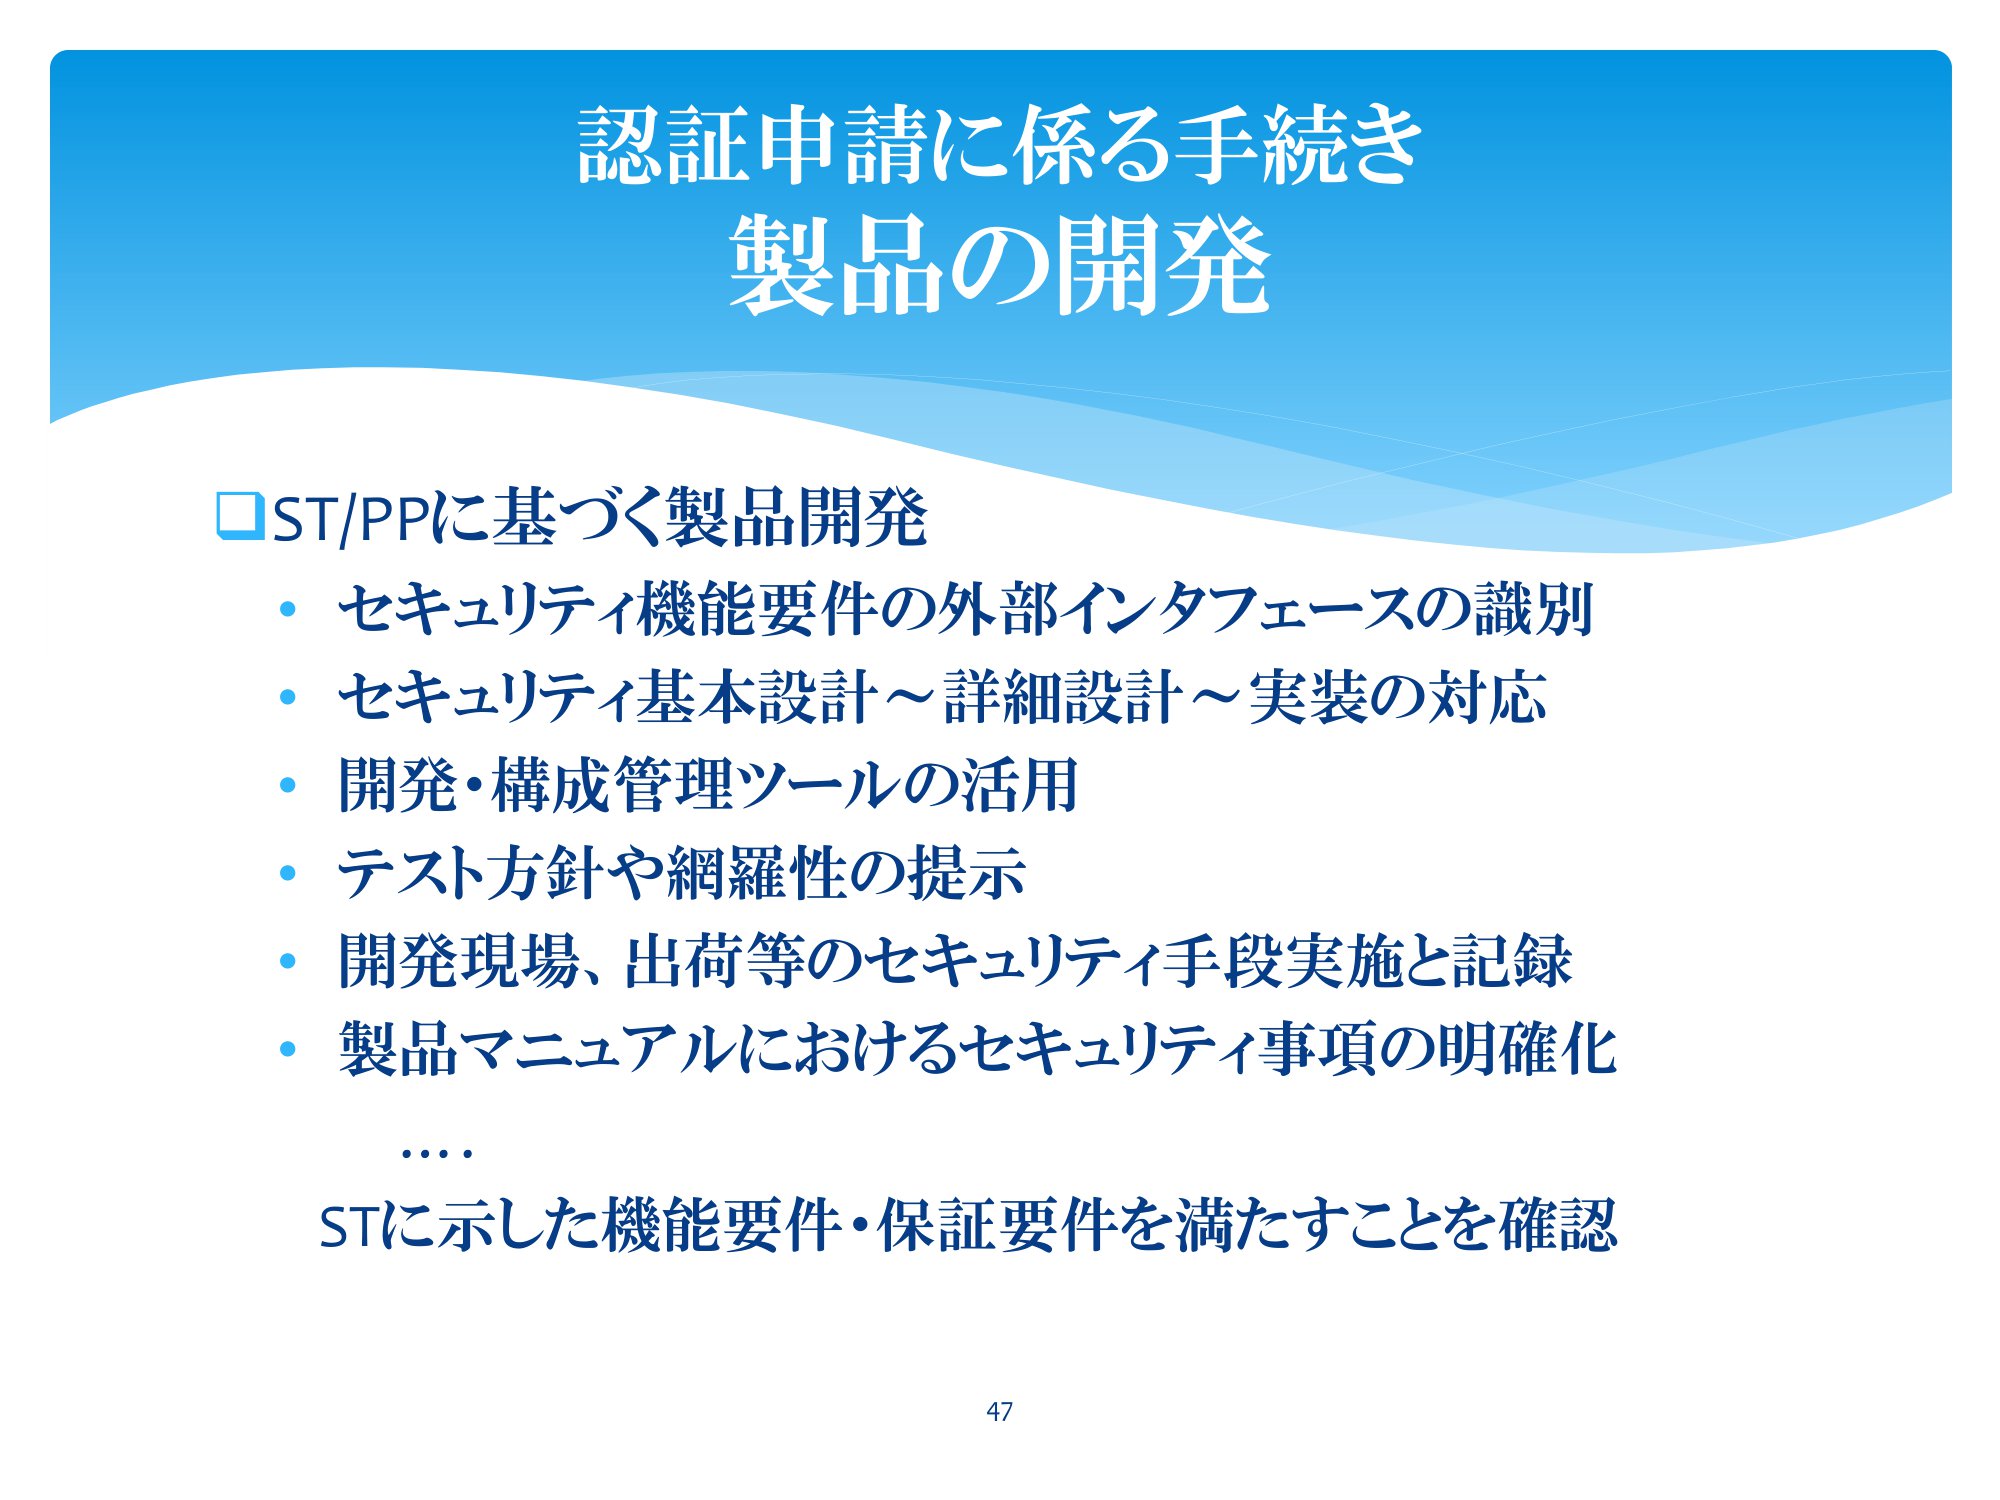 認証申請に係る手続き
製品の開発
❑ST/PPに基づく製品開発
• セキュリティ機能要件の外部インタフェースの識別
• セキュリティ基本設計～詳細設計～実装の対応
• 開発・構成管理ツールの活用
• テスト方針や網羅性の提示
• 開発現場、出荷等のセキュリティ手段実施と記録
• 製品マニュアルにおけるセキュリティ事項の明確化
….
STに示した機能要件・保証要件を満たすことを確認
47